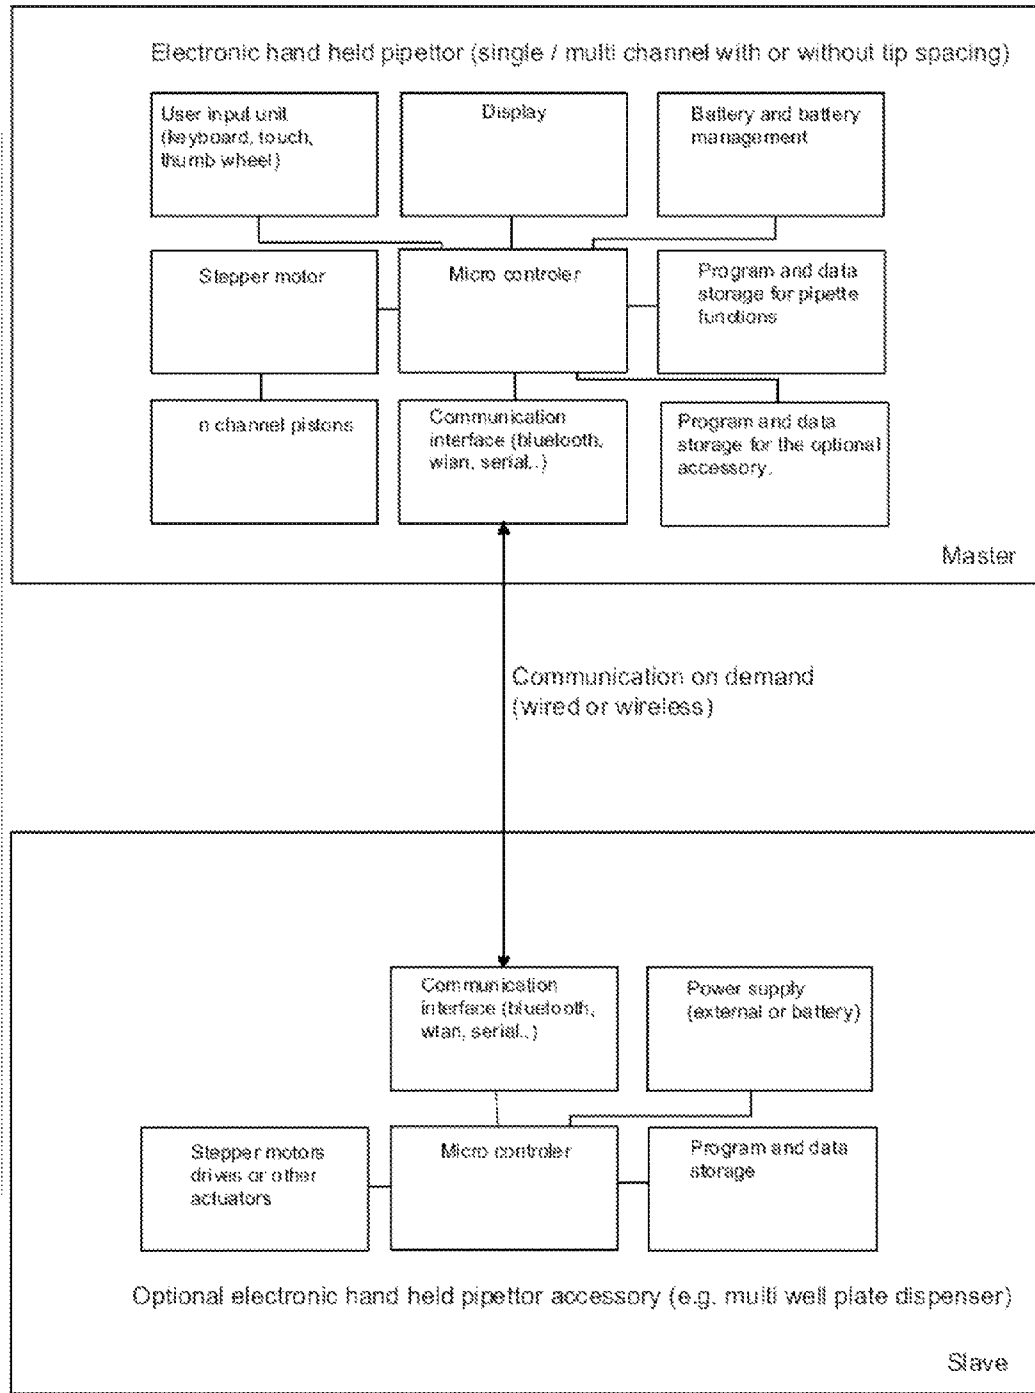 Electronic hand held pipettor (single / multi channel with or without tip spacing)
User input unit
(keyboard, touch,
thumb wheel)
Display
Battery and battery
management
Stepper motor
Micro controler
Program and data
storage for pipette
functions
n channel pistons
Communication
interface (bluetooth,
wlan, serial..)
Program and data
storage for the optional
accessory.
Master
Communication on demand
(wired or wireless)
Communication
interface (bluetooth,
wlan, serial..)
Power supply
(external or battery)
Stepper motors
drives or other
actuators
Micro controler
Program and data
storage
Optional electronic hand held pipettor accessory (e.g. multi well plate dispenser)
Slave